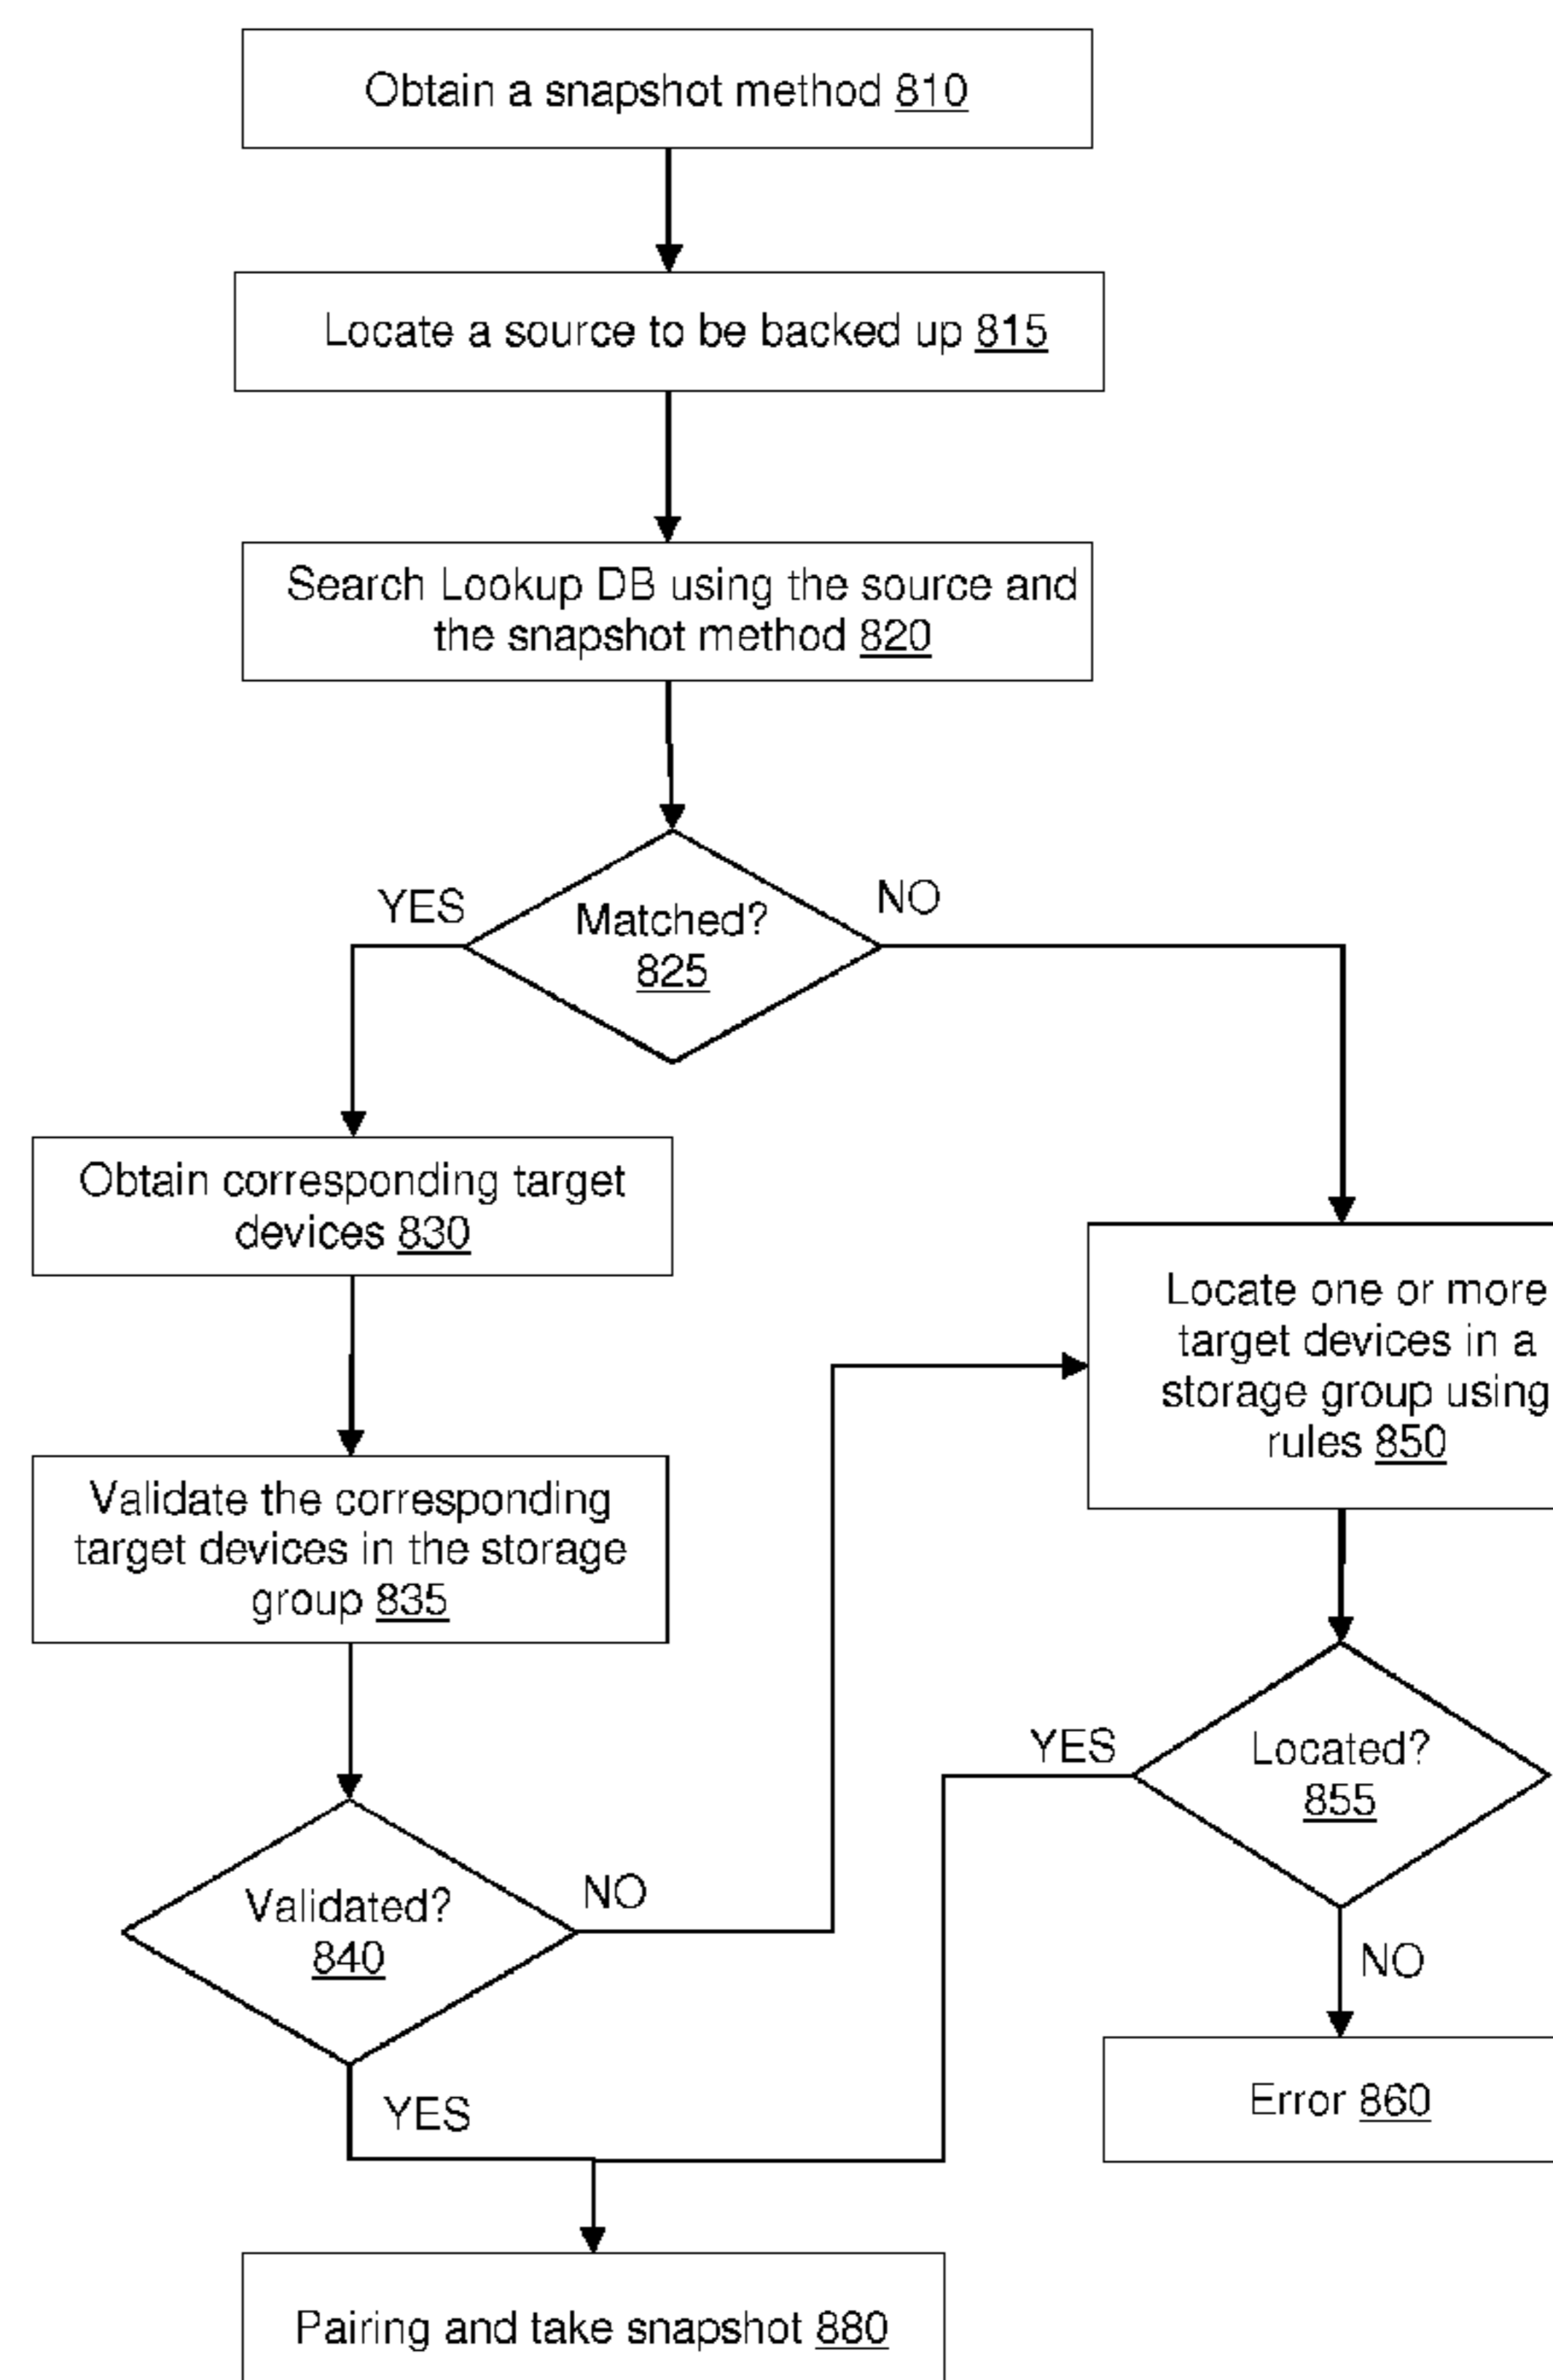 Obtain a snapshot method 810
Locate a source to be backed up 815
Search Lookup DB using the source and
the snapshot method 820
YES
Matched?
825
NO
Obtain corresponding target
devices 830
Locate one or more
target devices in a
storage group using
rules 850
Validate the corresponding
target devices in the storage
group 835
YES
Located?
855
Validated?
840
NO
NO
YES
Error 860
Pairing and take snapshot 880